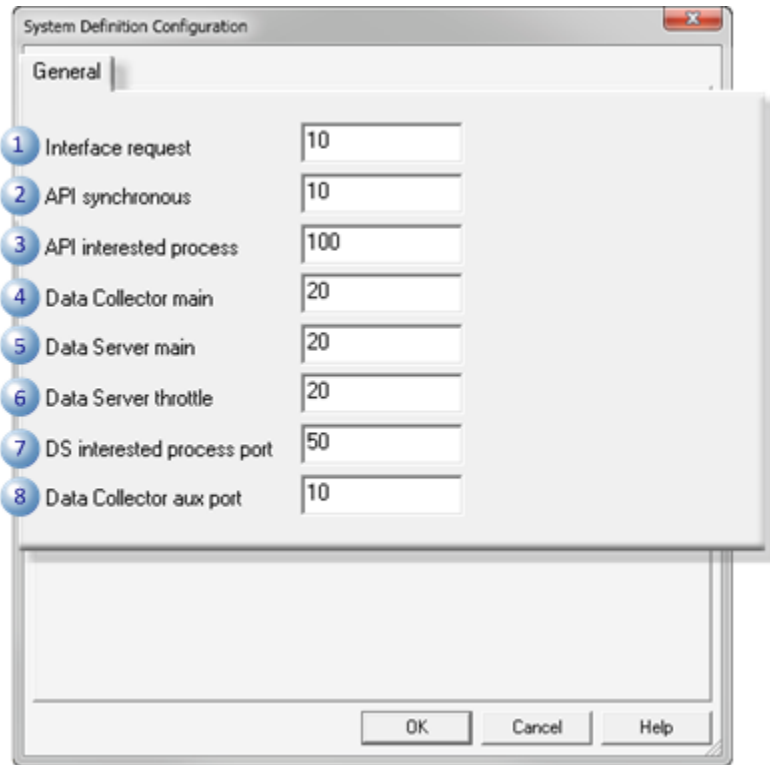 System Definition Configuration
General
1 Interface request 10
2 API synchronous 10
3 API interested process 100
4 Data Collector main 20
5 Data Server main 20
6 Data Server throttle 20
7 DS interested process port 50
8 Data Collector aux port 10
OK Cancel Help